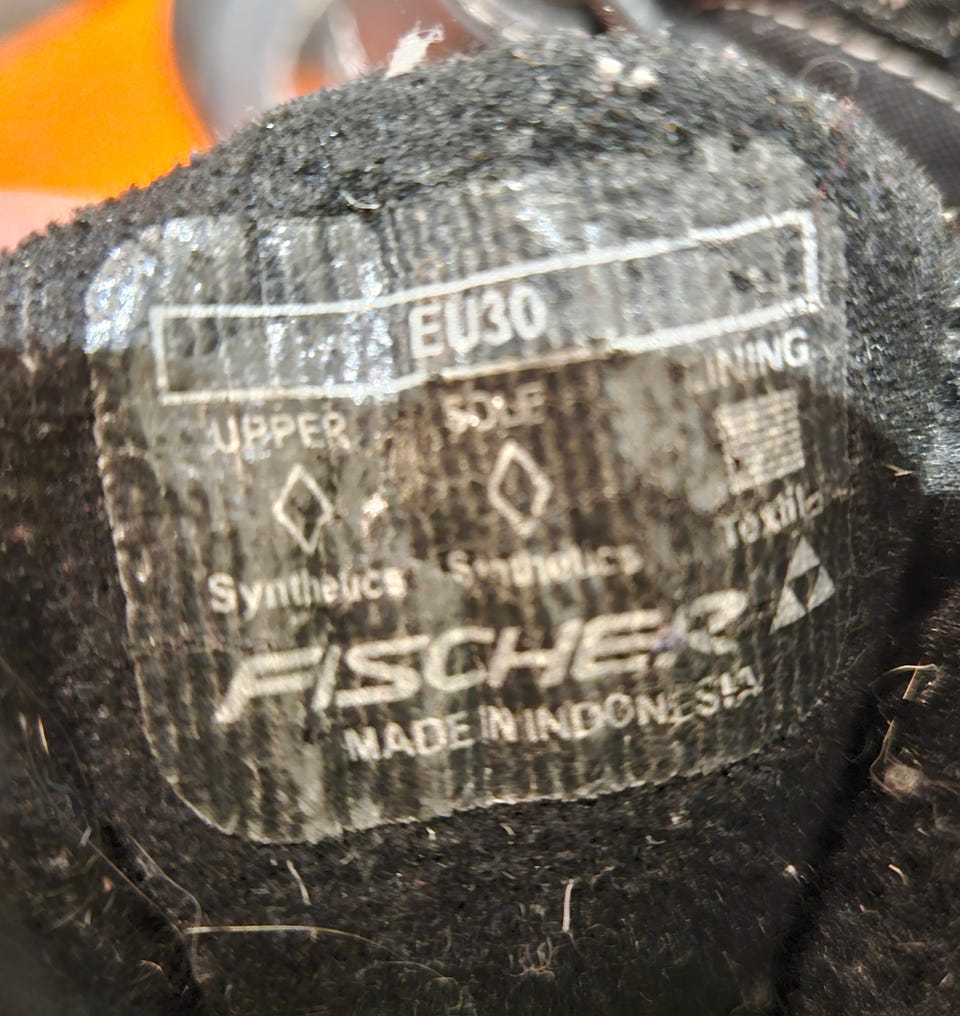 EU30
UPPER SOLE LINING
Textile
Synthetics Synthetics
FISCHER
MADE IN INDONESIA